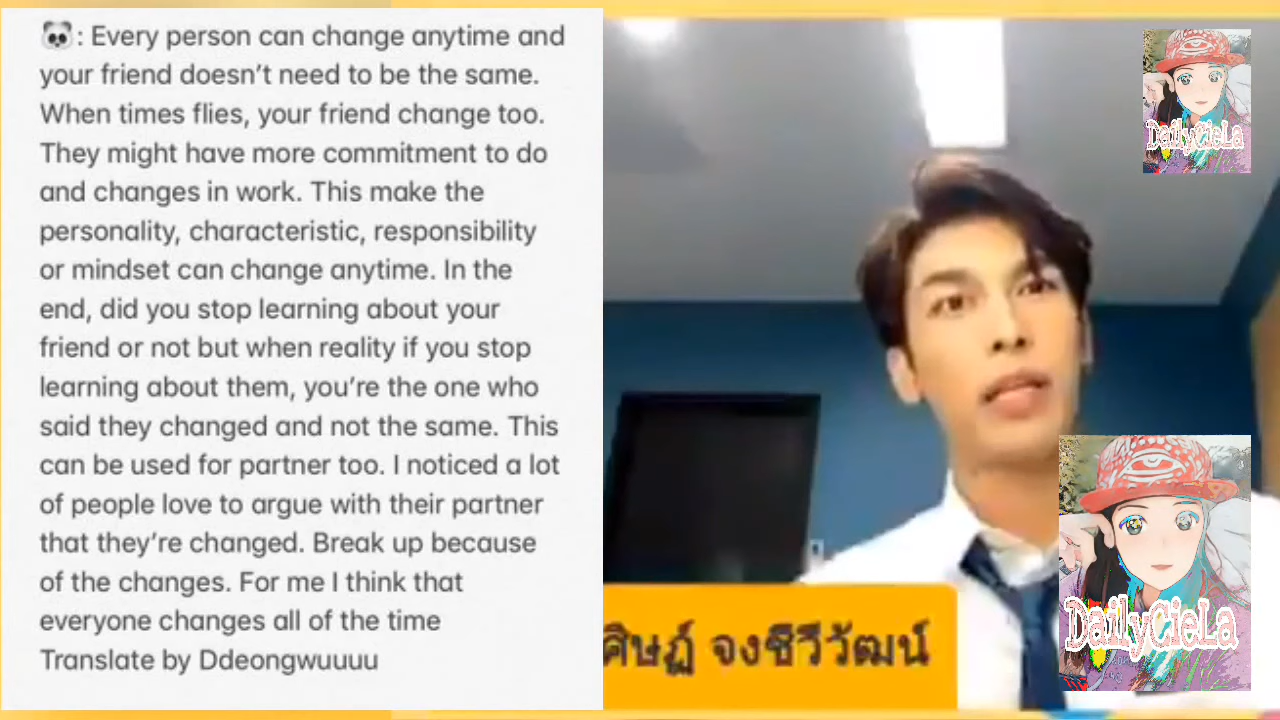 🐼: Every person can change anytime and
your friend doesn’t need to be the same.
When times flies, your friend change too.
They might have more commitment to do
and changes in work. This make the
personality, characteristic, responsibility
or mindset can change anytime. In the
end, did you stop learning about your
friend or not but when reality if you stop
learning about them, you’re the one who
said they changed and not the same. This
can be used for partner too. I noticed a lot
of people love to argue with their partner
that they’re changed. Break up because
of the changes. For me I think that
everyone changes all of the time
Translate by Ddeongwuuuu
DailyCieLa
ศิษฏ์ จงชีวีวัฒน์
DailyCieLa